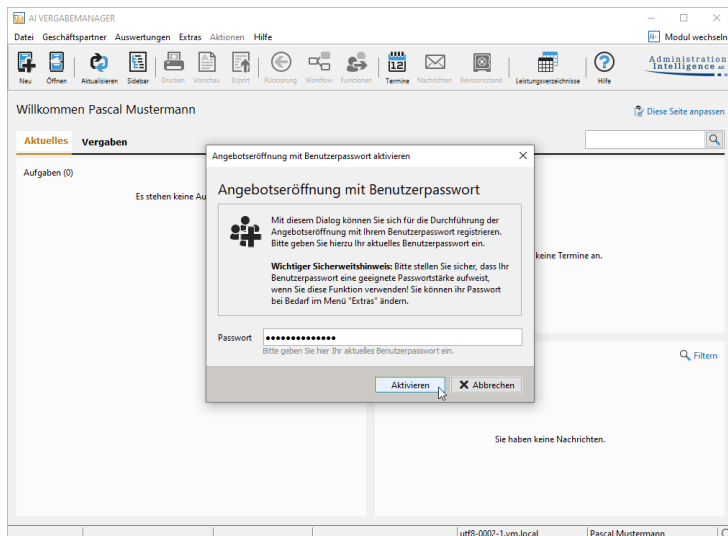 AI VERGABEMANAGER
Datei Geschäftspartner Auswertungen Extras Aktionen Hilfe
AI- Modul wechseln
Neu Öffnen Aktualisieren Sidebar Drucken Vorschau Export Rücksprung Workflow Funktionen Termine Nachrichten Revisionsstand Leistungsverzeichnisse Hilfe
12
Administration
Intelligence AG
Willkommen Pascal Mustermann
Diese Seite anpassen
Aktuelles Vergaben
Aufgaben (0)
Es stehen keine Au
keine Termine an.
Angebotseröffnung mit Benutzerpasswort aktivieren
Angebotseröffnung mit Benutzerpasswort
Mit diesem Dialog können Sie sich für die Durchführung der
Angebotseröffnung mit Ihrem Benutzerpasswort registrieren.
Bitte geben Sie hierzu Ihr aktuelles Benutzerpasswort ein.
Wichtiger Sicherweitshinweis: Bitte stellen Sie sicher, dass Ihr
Benutzerpasswort eine geeignete Passwortstärke aufweist,
wenn Sie diese Funktion verwenden! Sie können ihr Passwort
bei Bedarf im Menü "Extras" ändern.
Passwort ••••••••••••••
Bitte geben Sie hier Ihr aktuelles Benutzerpasswort ein.
Aktivieren Abbrechen
Filtern
Sie haben keine Nachrichten.
utf8-0002-1.vm.local Pascal Mustermann